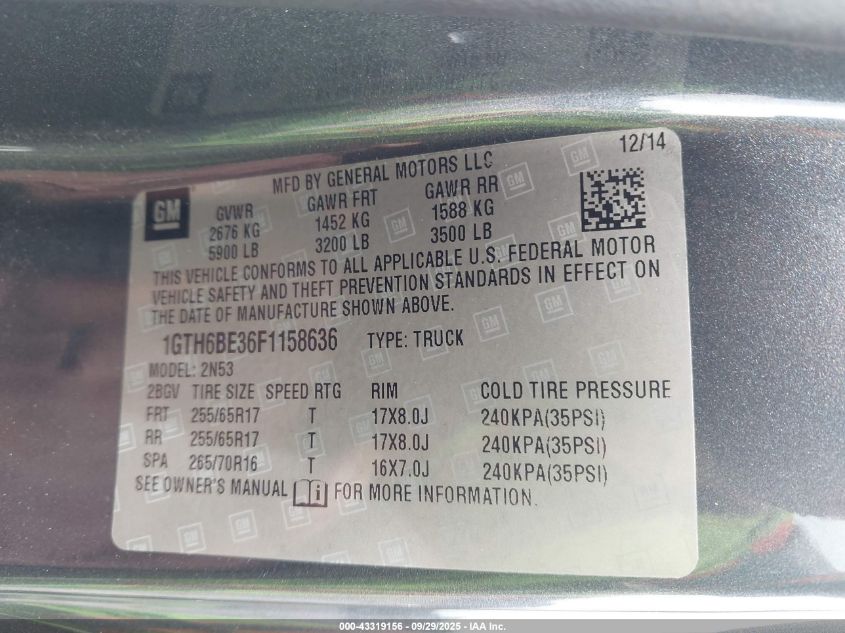 12/14
MFD BY GENERAL MOTORS LLC
GM
GVWR GAWR FRT GAWR RR
2676 KG 1452 KG 1588 KG
5900 LB 3200 LB 3500 LB
THIS VEHICLE CONFORMS TO ALL APPLICABLE U.S. FEDERAL MOTOR
VEHICLE SAFETY AND THEFT PREVENTION STANDARDS IN EFFECT ON
THE DATE OF MANUFACTURE SHOWN ABOVE.
1GTH6BE36F1158636 TYPE: TRUCK
MODEL: 2N53
2BGV TIRE SIZE SPEED RTG RIM COLD TIRE PRESSURE
FRT 255/65R17 T 17X8.0J 240KPA(35PSI)
RR 255/65R17 T 17X8.0J 240KPA(35PSI)
SPA 265/70R16 T 16X7.0J 240KPA(35PSI)
SEE OWNER'S MANUAL i FOR MORE INFORMATION.
000-43319156 - 09/29/2025 - IAA Inc.